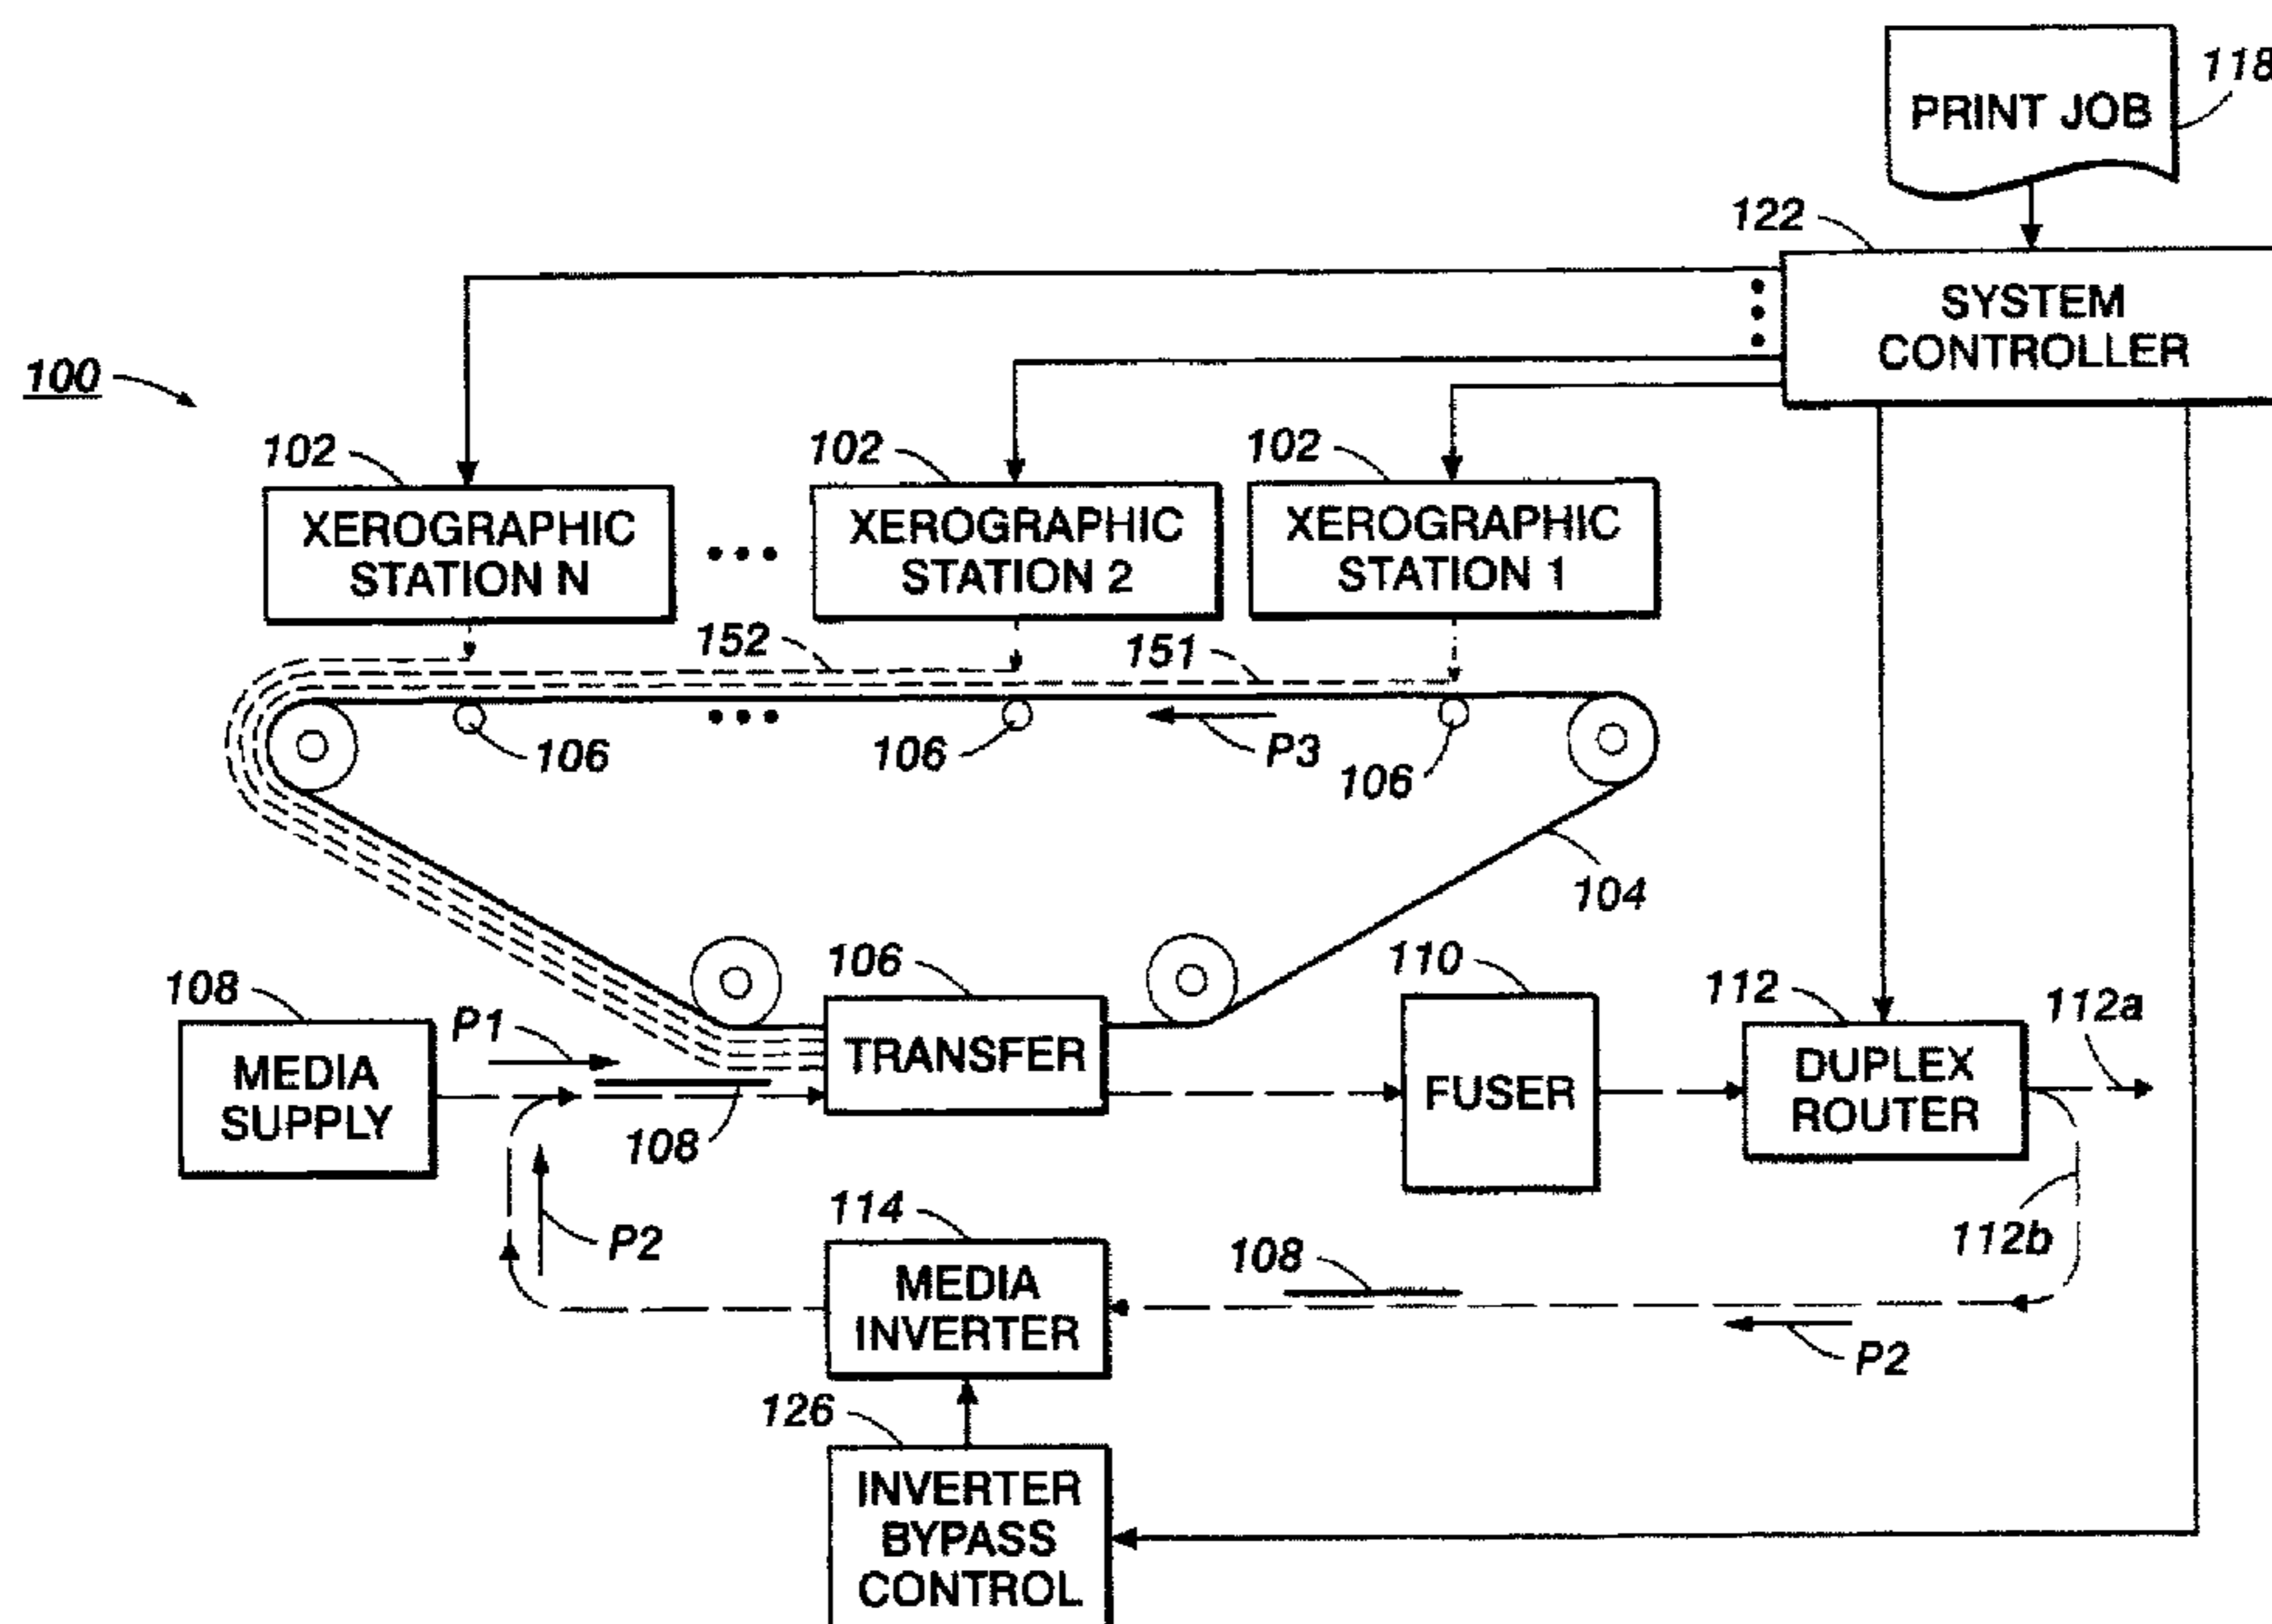 118
PRINT JOB
122
SYSTEM
CONTROLLER
100
102
102
102
XEROGRAPHIC
STATION N
XEROGRAPHIC
STATION 2
XEROGRAPHIC
STATION 1
152
151
106
106
P3
106
104
108
P1
106
110
112
112a
MEDIA
SUPPLY
TRANSFER
FUSER
DUPLEX
ROUTER
108
P2
114
108
112b
MEDIA
INVERTER
P2
126
INVERTER
BYPASS
CONTROL